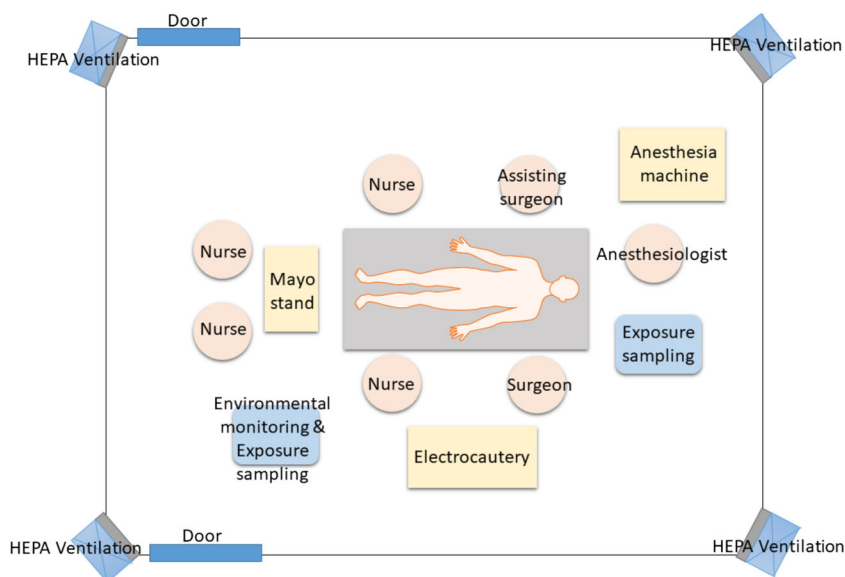 Door
HEPA Ventilation
HEPA Ventilation
Anesthesia
machine
Nurse
Assisting
surgeon
Nurse
Anesthesiologist
Mayo
stand
Nurse
Exposure
sampling
Nurse
Surgeon
Environmental
monitoring &
Exposure
sampling
Electrocautery
Door
HEPA Ventilation
HEPA Ventilation